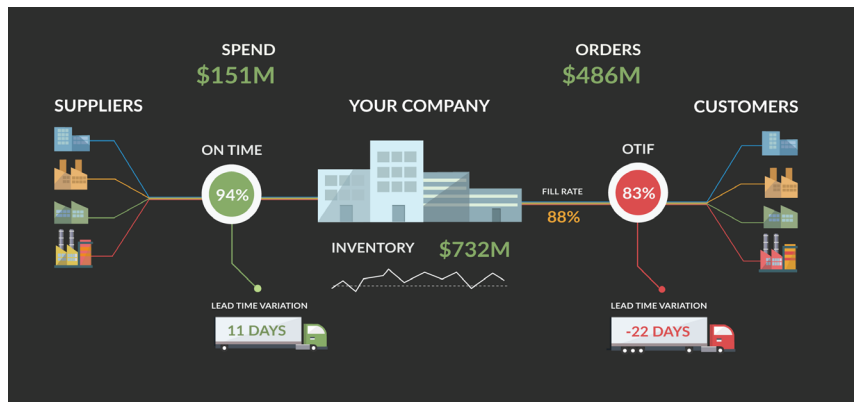 SPEND
$151M
ORDERS
$486M
SUPPLIERS
YOUR COMPANY
CUSTOMERS
ON TIME
94%
OTIF
83%
FILL RATE
88%
INVENTORY
$732M
LEAD TIME VARIATION
11 DAYS
LEAD TIME VARIATION
-22 DAYS